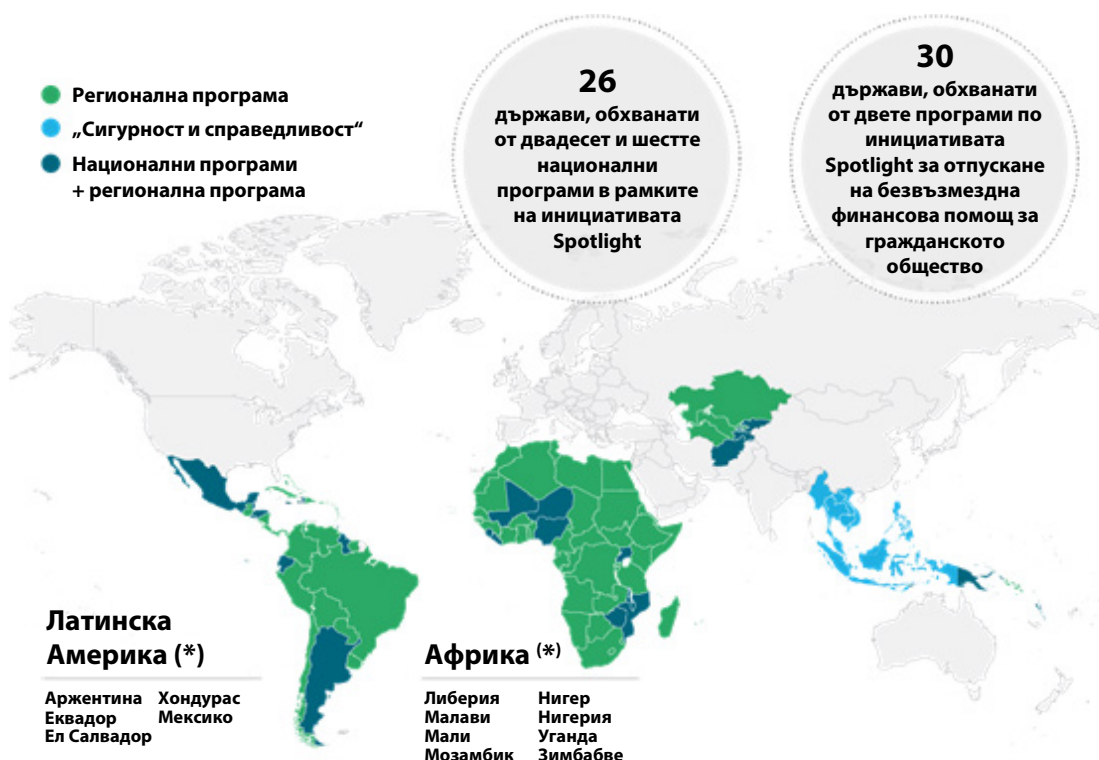 Регионална програма
„Сигурност и справедливост“
Национални програми
+ регионална програма
26
държави, обхванати
от двадесет и шестте
национални
програми в рамките
на инициативата
Spotlight
30
държави, обхванати
от двете програми по
инициативата
Spotlight за отпускане
на безвъзмездна
финансова помощ за
гражданското
общество
Латинска
Америка (*)
Аржентина Хондурас
Еквадор Мексико
Ел Салвадор
Африка (*)
Либерия Нигер
Малави Нигерия
Мали Уганда
Мозамбик Зимбабве